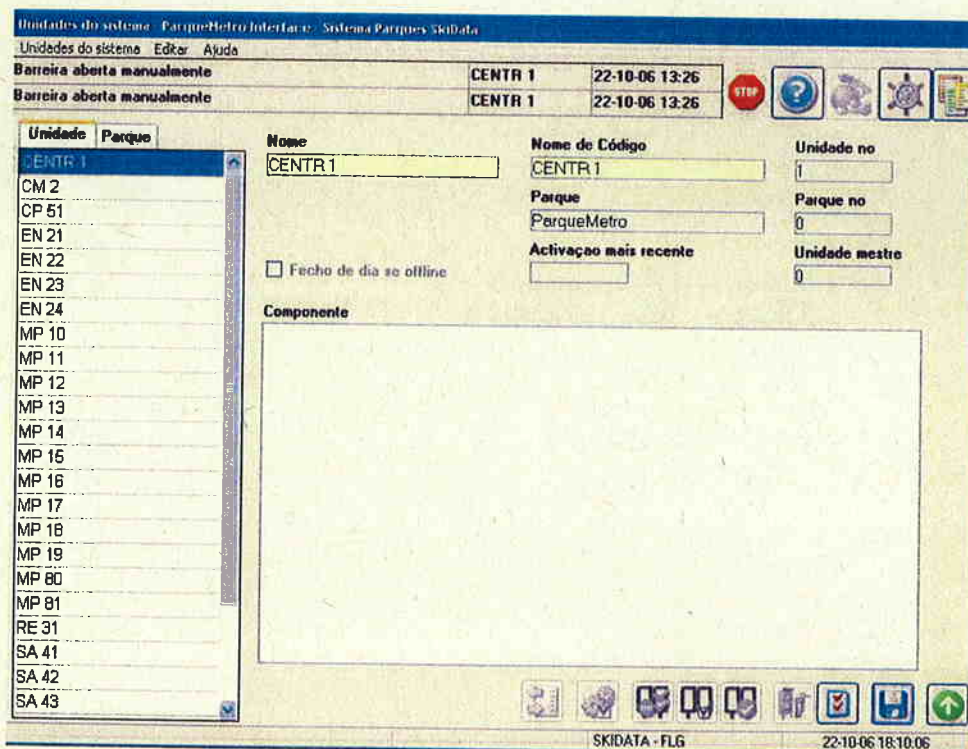 Unidades do sistema - ParqueMetro Interface - Sistema Parques SkiData
Unidades do sistema Editar Ajuda
Barreira aberta manualmente CENTR 1 22-10-06 13:26
Barreira aberta manualmente CENTR 1 22-10-06 13:26
STOP
Unidade Parque
CENTR 1
CM 2
CP 51
EN 21
EN 22
EN 23
EN 24
MP 10
MP 11
MP 12
MP 13
MP 14
MP 15
MP 16
MP 17
MP 18
MP 19
MP 80
MP 81
RE 31
SA 41
SA 42
SA 43
Nome
CENTR 1
Nome de Código
CENTR 1
Unidade no
1
Parque
ParqueMetro
Parque no
0
Activaçao mais recente
Unidade mestre
0
Fecho de dia se offline
Componente
SKIDATA - FLG 22-10-06 18:10:06